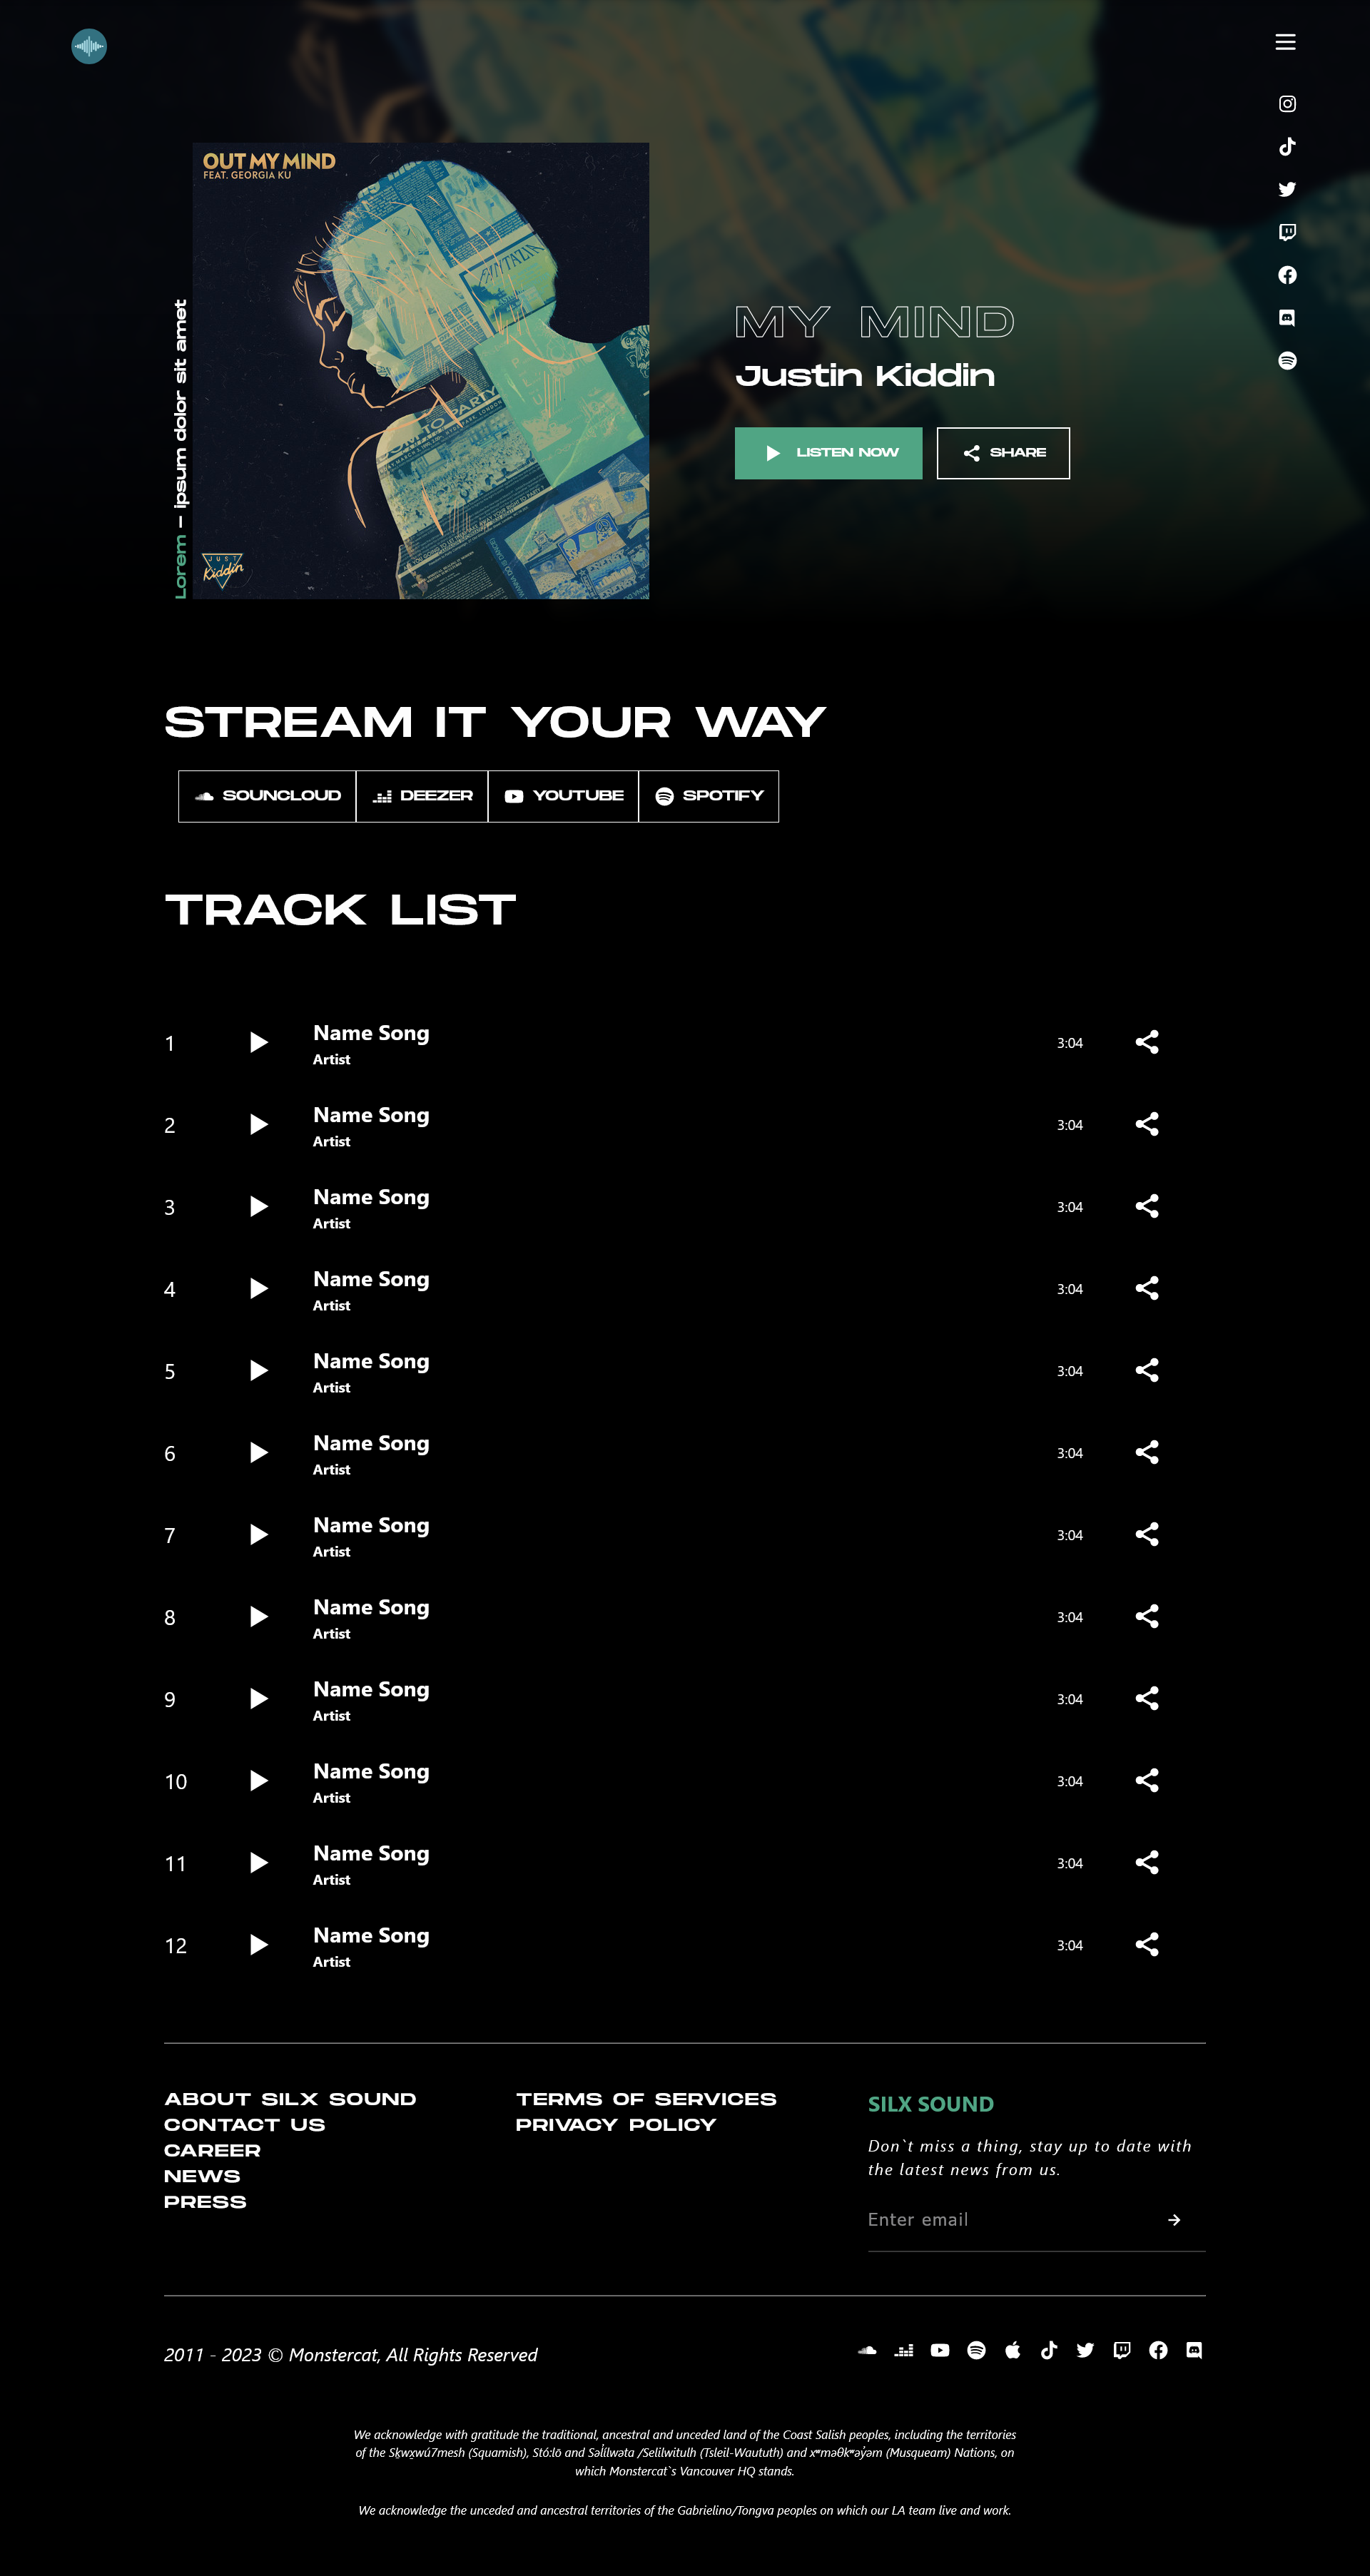 OUT MY MIND
FEAT. GEORGIA KU
JUST
Kiddin
Lorem – ipsum dolor sit amet
MY MIND
Justin Kiddin
LISTEN NOW
SHARE
STREAM IT YOUR WAY
SOUNCLOUD
DEEZER
YOUTUBE
SPOTIFY
TRACK LIST
1
Name Song
Artist
3:04
2
Name Song
Artist
3:04
3
Name Song
Artist
3:04
4
Name Song
Artist
3:04
5
Name Song
Artist
3:04
6
Name Song
Artist
3:04
7
Name Song
Artist
3:04
8
Name Song
Artist
3:04
9
Name Song
Artist
3:04
10
Name Song
Artist
3:04
11
Name Song
Artist
3:04
12
Name Song
Artist
3:04
ABOUT SILX SOUND
CONTACT US
CAREER
NEWS
PRESS
TERMS OF SERVICES
PRIVACY POLICY
SILX SOUND
Don`t miss a thing, stay up to date with
the latest news from us.
Enter email
2011 - 2023 © Monstercat, All Rights Reserved
We acknowledge with gratitude the traditional, ancestral and unceded land of the Coast Salish peoples, including the territories
of the Sḵwx̱wú7mesh (Squamish), Stó:lō and Səl̓ílwəta /Selilwitulh (Tsleil-Waututh) and xʷməθkʷəy̓əm (Musqueam) Nations, on
which Monstercat`s Vancouver HQ stands.
We acknowledge the unceded and ancestral territories of the Gabrielino/Tongva peoples on which our LA team live and work.